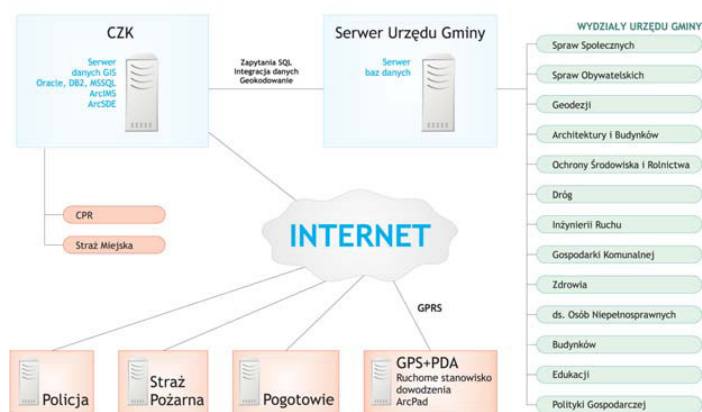 CZK
Serwer
danych GIS
Oracle, DB2, MSSQL
ArcIMS
ArcSDE
Zapytania SQL
Integracja danych
Geokodowanie
Serwer Urzędu Gminy
Serwer
baz danych
WYDZIAŁY URZĘDU GMINY
Spraw Społecznych
Spraw Obywatelskich
Geodezji
Architektury i Budynków
Ochrony Środowiska i Rolnictwa
Dróg
Inżynierii Ruchu
Gospodarki Komunalnej
Zdrowia
ds. Osób Niepełnosprawnych
Budynków
Edukacji
Polityki Gospodarczej
CPR
Straż Miejska
INTERNET
GPRS
Policja
Straż
Pożarna
Pogotowie
GPS+PDA
Ruchome stanowisko
dowodzenia
ArcPad